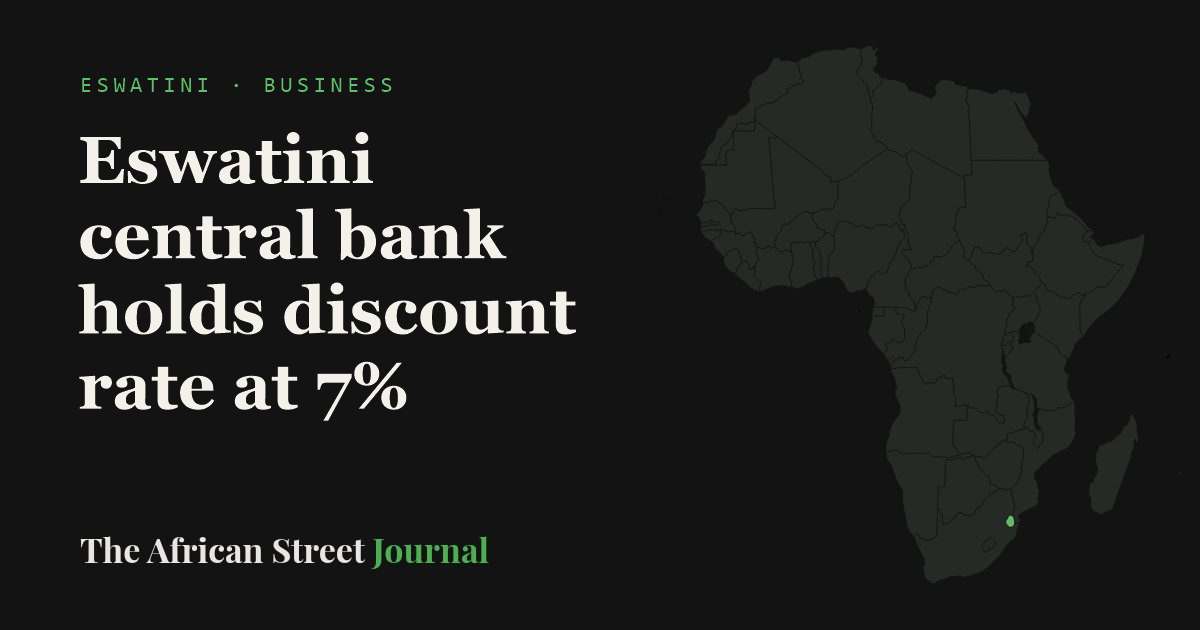 ESWATINI · BUSINESS
Eswatini
central bank
holds discount
rate at 7%
The African Street Journal